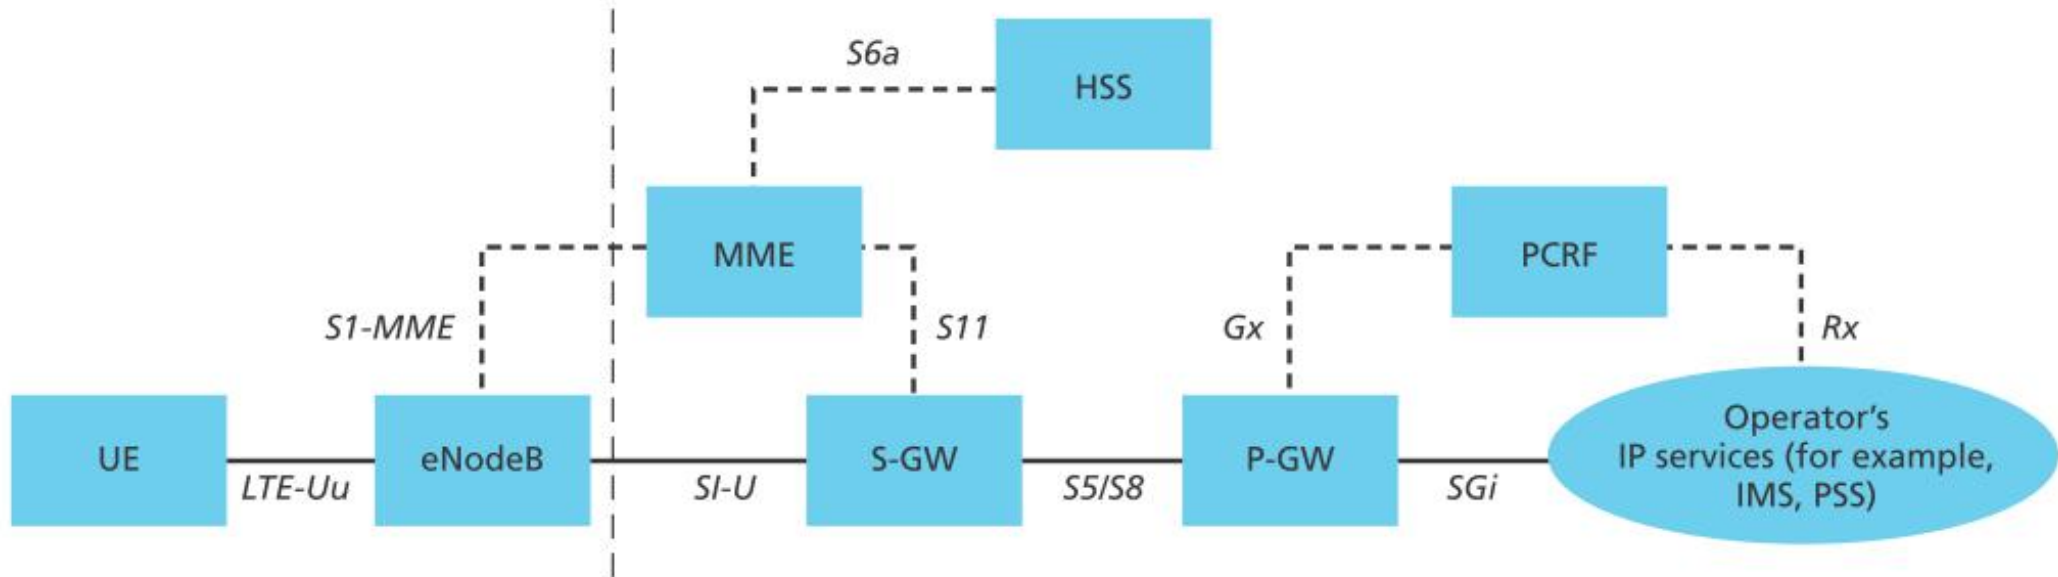 S6a
HSS
MME
PCRF
S1-MME
S11
Gx
Rx
UE
LTE-Uu
eNodeB
SI-U
S-GW
S5/S8
P-GW
SGi
Operator’s
IP services (for example,
IMS, PSS)